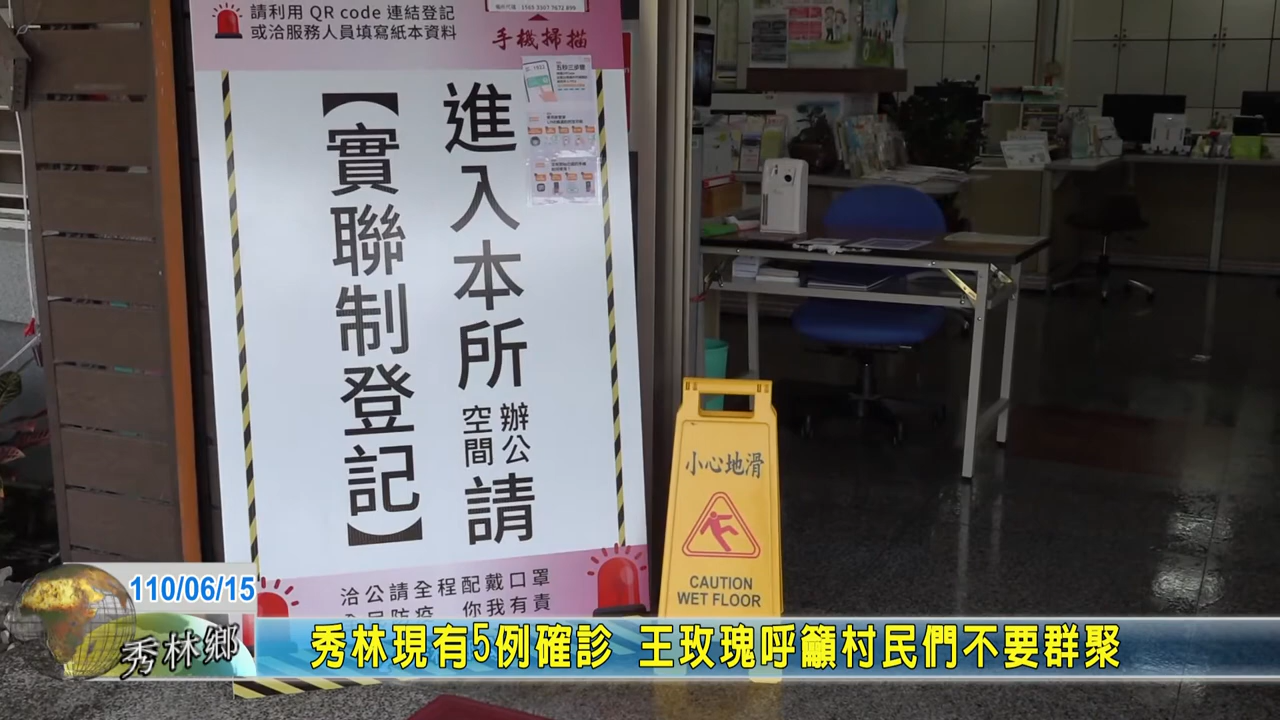 請利用 QR code 連結登記
或洽服務人員填寫紙本資料
手機掃描
進入本所辦公空間請
【實聯制登記】
洽公請全程配戴口罩
你我有責
小心地滑
CAUTION
WET FLOOR
110/06/15
秀林鄉
秀林現有5例確診 王玫瑰呼籲村民們不要群聚